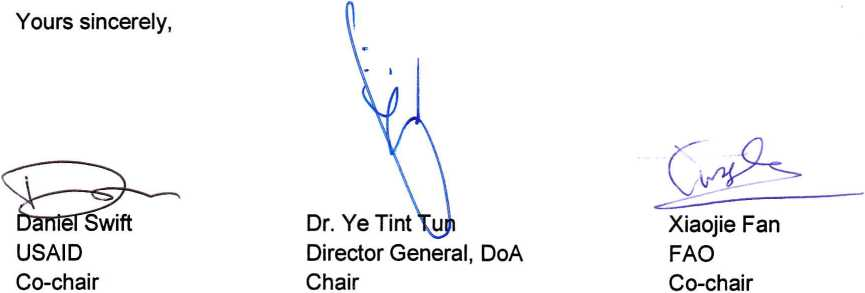 Yours sincerely,
Daniel Swift
USAID
Co-chair
Dr. Ye Tint Tun
Director General, DoA
Chair
Xiaojie Fan
FAO
Co-chair